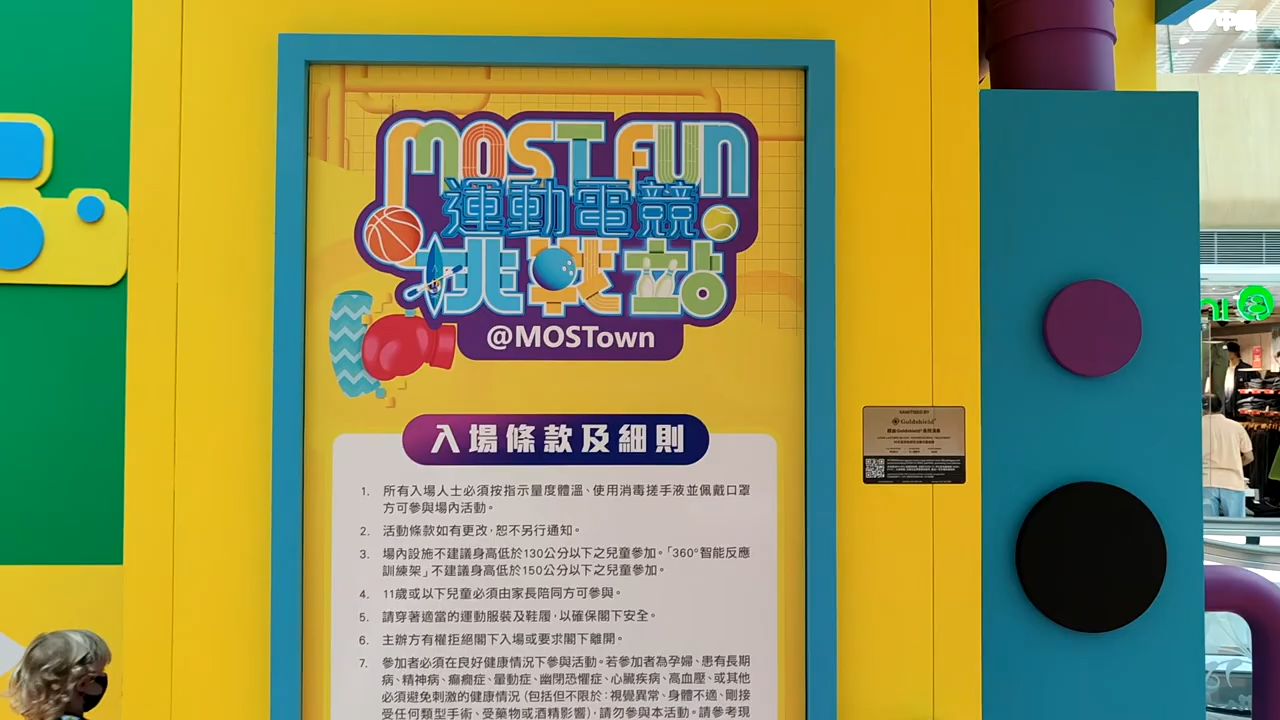 MOST FUN
運動電競
挑戰站
@MOSTown
入場條款及細則
1. 所有入場人士必須按指示量度體溫、使用消毒搓手液並佩戴口罩
方可參與場內活動。
2. 活動條款如有更改，恕不另行通知。
3. 場內設施不建議身高低於130公分以下之兒童參加。「360°智能反應
訓練架」不建議身高低於150公分以下之兒童參加。
4. 11歲或以下兒童必須由家長陪同方可參與。
5. 請穿著適當的運動服裝及鞋履，以確保閣下安全。
6. 主辦方有權拒絕閣下入場或要求閣下離開。
7. 參加者必須在良好健康情況下參與活動。若參加者為孕婦、患有長期
病、精神病、癲癇症、暈動症、幽閉恐懼症、心臟疾病、高血壓、或其他
必須避免刺激的健康情況（包括但不限於：視覺異常、身體不適、剛接
受任何類型手術、受藥物或酒精影響），請勿參與本活動。請參考現
SANITISED BY
Goldshield